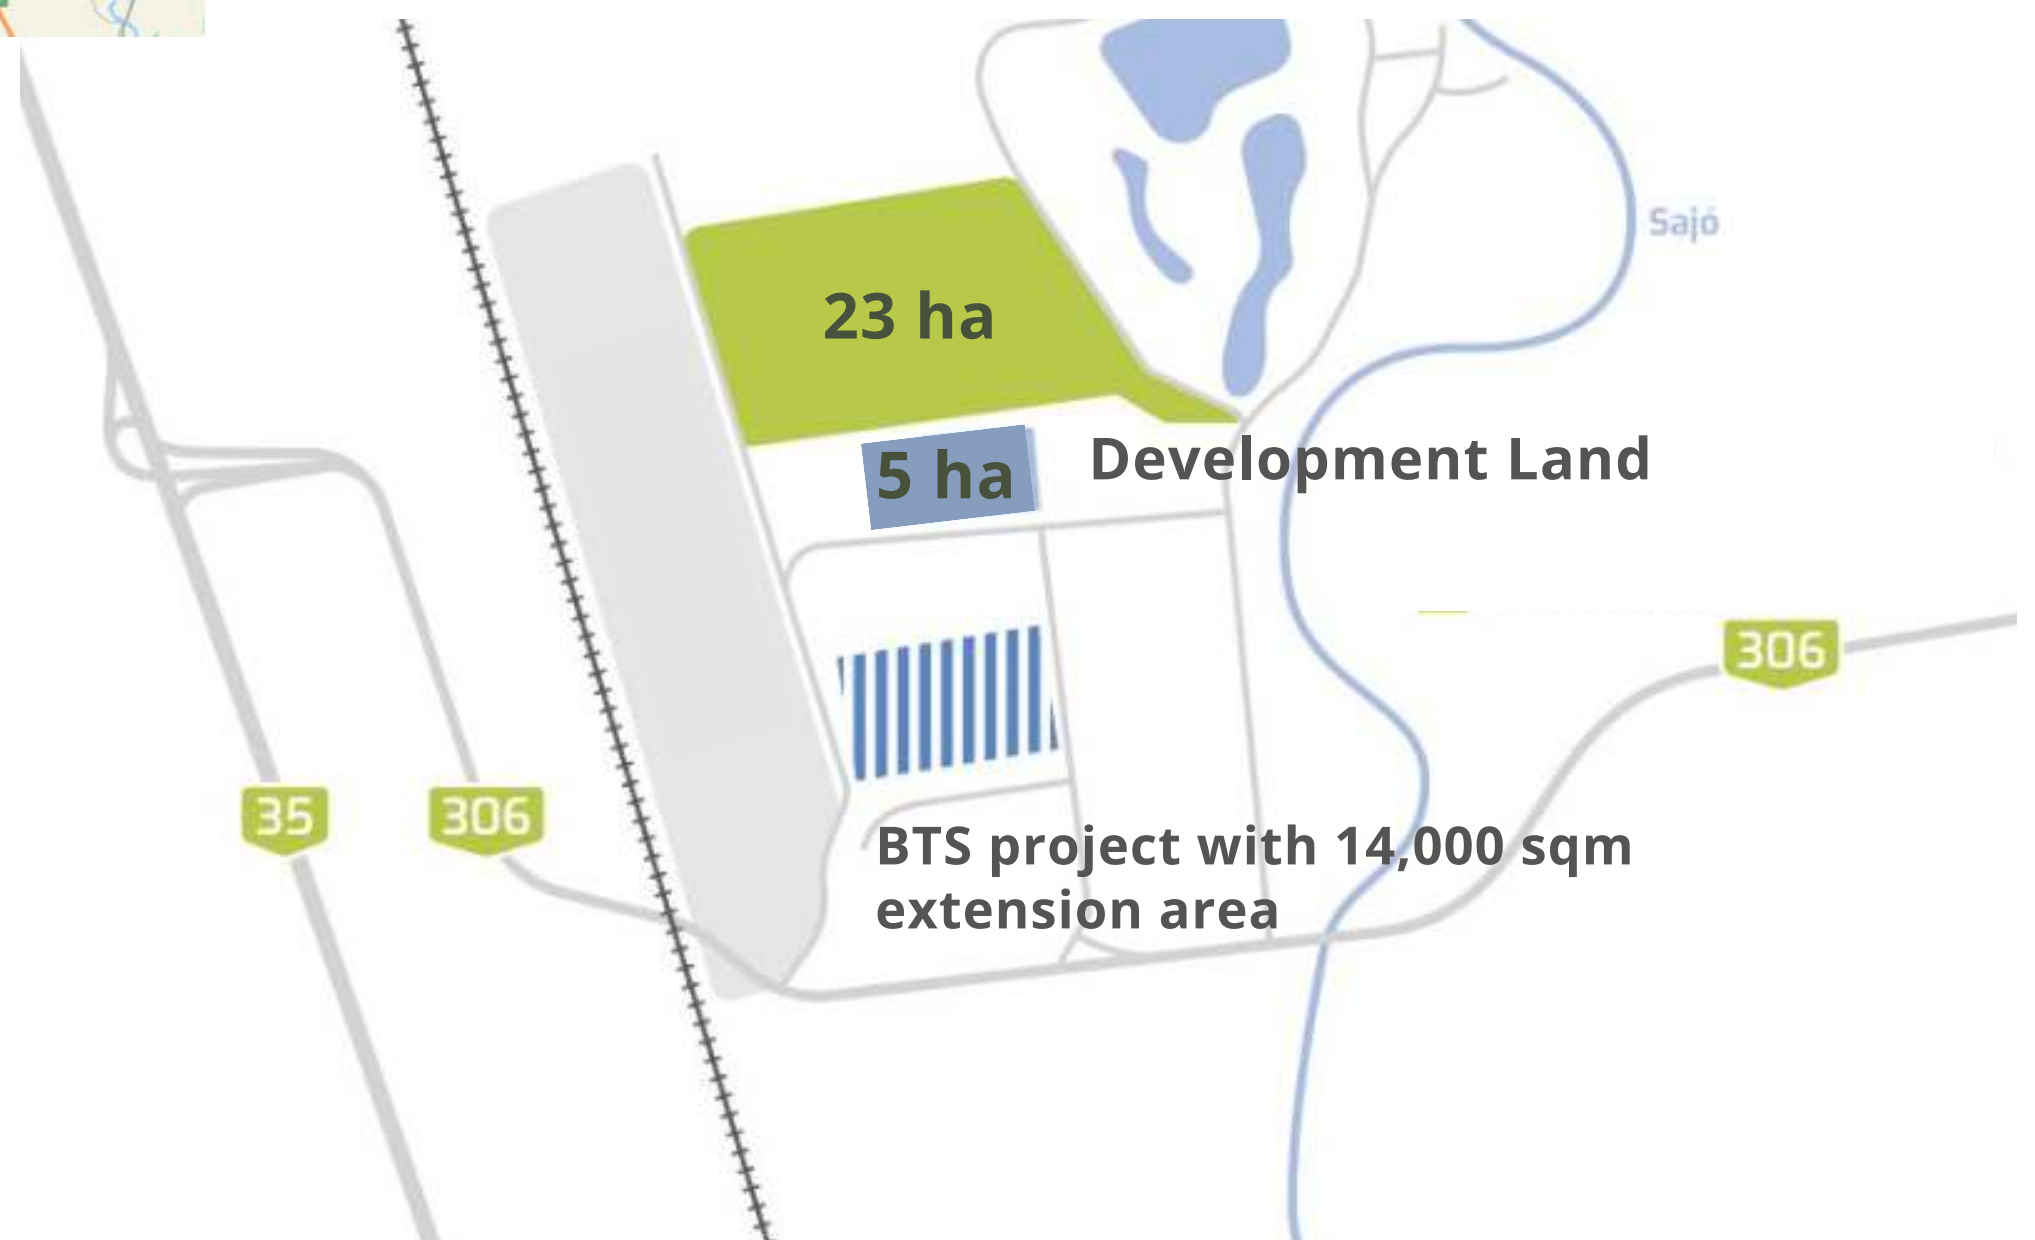 Sajó
23 ha
5 ha
Development Land
306
35
306
BTS project with 14,000 sqm
extension area